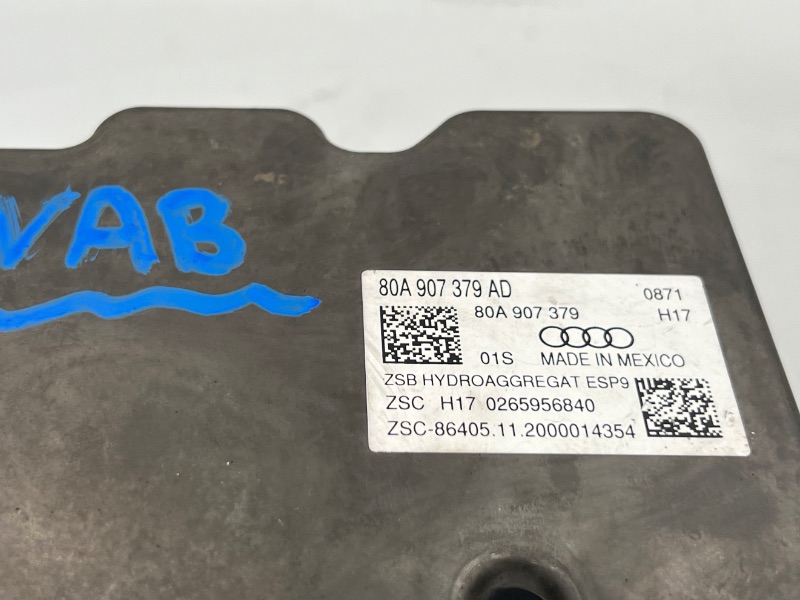 VAB
80A 907 379 AD 0871
80A 907 379 H17
01S MADE IN MEXICO
ZSB HYDROAGGREGAT ESP9
ZSC H17 0265956840
ZSC-86405.11.2000014354